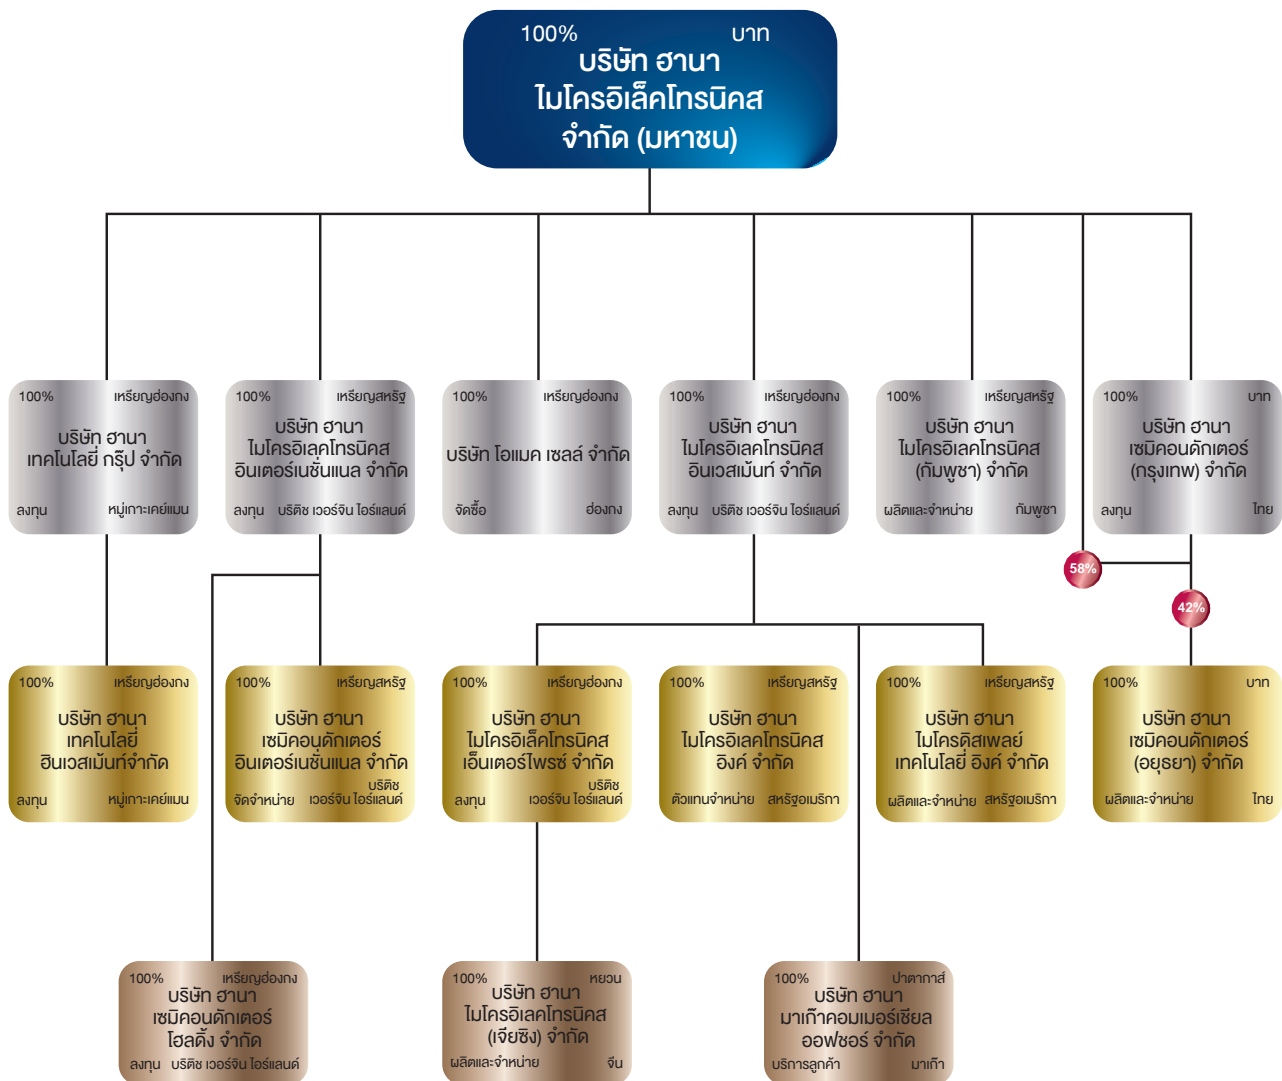 100% บาท
บริษัท ฮานา
ไมโครอิเล็คโทรนิคส
จำกัด (มหาชน)
100% เหรียญฮ่องกง
บริษัท ฮานา
เทคโนโลยี่ กรุ๊ป จำกัด
ลงทุน หมู่เกาะเคย์แมน
100% เหรียญสหรัฐ
บริษัท ฮานา
ไมโครอิเลคโทรนิคส
อินเตอร์เนชั่นแนล จำกัด
ลงทุน บริติช เวอร์จิน ไอร์แลนด์
100% เหรียญฮ่องกง
บริษัท โอแมค เซลล์ จำกัด
จัดซื้อ ฮ่องกง
100% เหรียญฮ่องกง
บริษัท ฮานา
ไมโครอิเลคโทรนิคส
อินเวสเม้นท์ จำกัด
ลงทุน บริติช เวอร์จิน ไอร์แลนด์
100% เหรียญสหรัฐ
บริษัท ฮานา
ไมโครอิเลคโทรนิคส
(กัมพูชา) จำกัด
ผลิตและจำหน่าย กัมพูชา
100% บาท
บริษัท ฮานา
เซมิคอนดักเตอร์
(กรุงเทพ) จำกัด
ลงทุน ไทย
58%
42%
100% เหรียญฮ่องกง
บริษัท ฮานา
เทคโนโลยี่
อินเวสเม้นท์จำกัด
ลงทุน หมู่เกาะเคย์แมน
100% เหรียญสหรัฐ
บริษัท ฮานา
เซมิคอนดักเตอร์
อินเตอร์เนชั่นแนล จำกัด
บริติช
จัดจำหน่าย เวอร์จิน ไอร์แลนด์
100% เหรียญฮ่องกง
บริษัท ฮานา
ไมโครอิเล็คโทรนิคส
เอ็นเตอร์ไพรซ์ จำกัด
บริติช
ลงทุน เวอร์จิน ไอร์แลนด์
100% เหรียญสหรัฐ
บริษัท ฮานา
ไมโครอิเลคโทรนิคส
อิงค์ จำกัด
ตัวแทนจำหน่าย สหรัฐอเมริกา
100% เหรียญสหรัฐ
บริษัท ฮานา
ไมโครดิสเพลย์
เทคโนโลยี่ อิงค์ จำกัด
ผลิตและจำหน่าย สหรัฐอเมริกา
100% บาท
บริษัท ฮานา
เซมิคอนดักเตอร์
(อยุธยา) จำกัด
ผลิตและจำหน่าย ไทย
100% เหรียญฮ่องกง
บริษัท ฮานา
เซมิคอนดักเตอร์
โฮลดิ้ง จำกัด
ลงทุน บริติช เวอร์จิน ไอร์แลนด์
100% หยวน
บริษัท ฮานา
ไมโครอิเลคโทรนิคส
(เจียซิง) จำกัด
ผลิตและจำหน่าย จีน
100% ปาตากาส์
บริษัท ฮานา
มาเก๊าคอมเมอร์เชียล
ออฟชอร์ จำกัด
บริการลูกค้า มาเก๊า